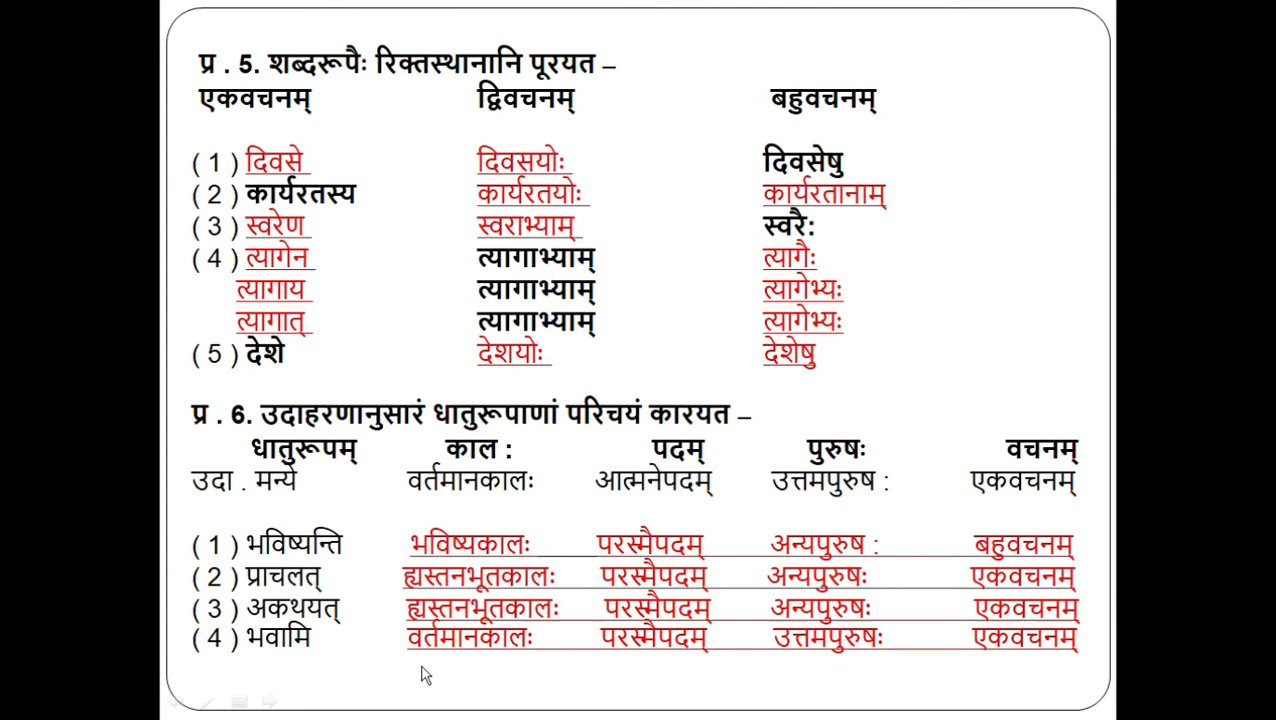 प्र . 5. शब्दरूपैः रिक्तस्थानानि पूरयत –
एकवचनम् द्विवचनम् बहुवचनम्
( 1 ) दिवसे दिवसयोः दिवसेषु
( 2 ) कार्यरतस्य कार्यरतयोः कार्यरतानाम्
( 3 ) स्वरेण स्वराभ्याम् स्वरै:
( 4 ) त्यागेन त्यागाभ्याम् त्यागैः
त्यागाय त्यागाभ्याम् त्यागेभ्यः
त्यागात् त्यागाभ्याम् त्यागेभ्यः
( 5 ) देशे देशयोः देशेषु
प्र . 6. उदाहरणानुसारं धातुरूपाणां परिचयं कारयत –
धातुरूपम् काल : पदम् पुरुषः वचनम्
उदा . मन्ये वर्तमानकालः आत्मनेपदम् उत्तमपुरुष : एकवचनम्
( 1 ) भविष्यन्ति भविष्यकालः परस्मैपदम् अन्यपुरुष : बहुवचनम्
( 2 ) प्राचलत् ह्यस्तनभूतकालः परस्मैपदम् अन्यपुरुषः एकवचनम्
( 3 ) अकथयत् ह्यस्तनभूतकालः परस्मैपदम् अन्यपुरुषः एकवचनम्
( 4 ) भवामि वर्तमानकालः परस्मैपदम् उत्तमपुरुषः एकवचनम्